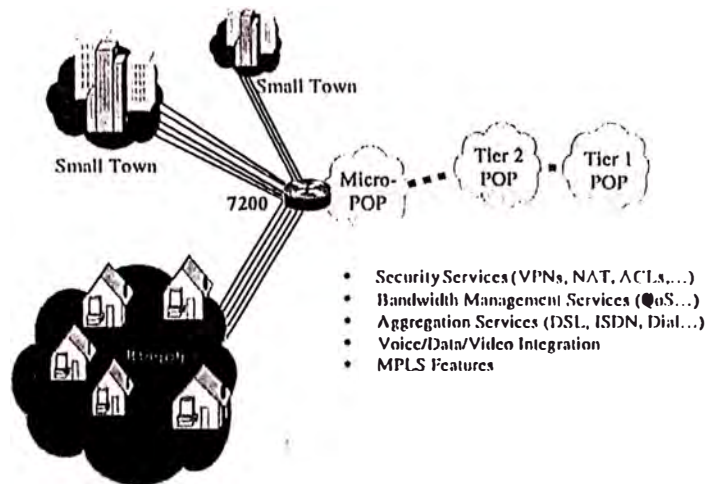 Small Town
Small Town
7200
Micro-
POP
Tier 2
POP
Tier 1
POP
• Security Services (VPNs, NAT, ACLs,...)
• Bandwidth Management Services (QoS...)
• Aggregation Services (DSL, ISDN, Dial...)
• Voice/Data/Video Integration
• MPLS Features